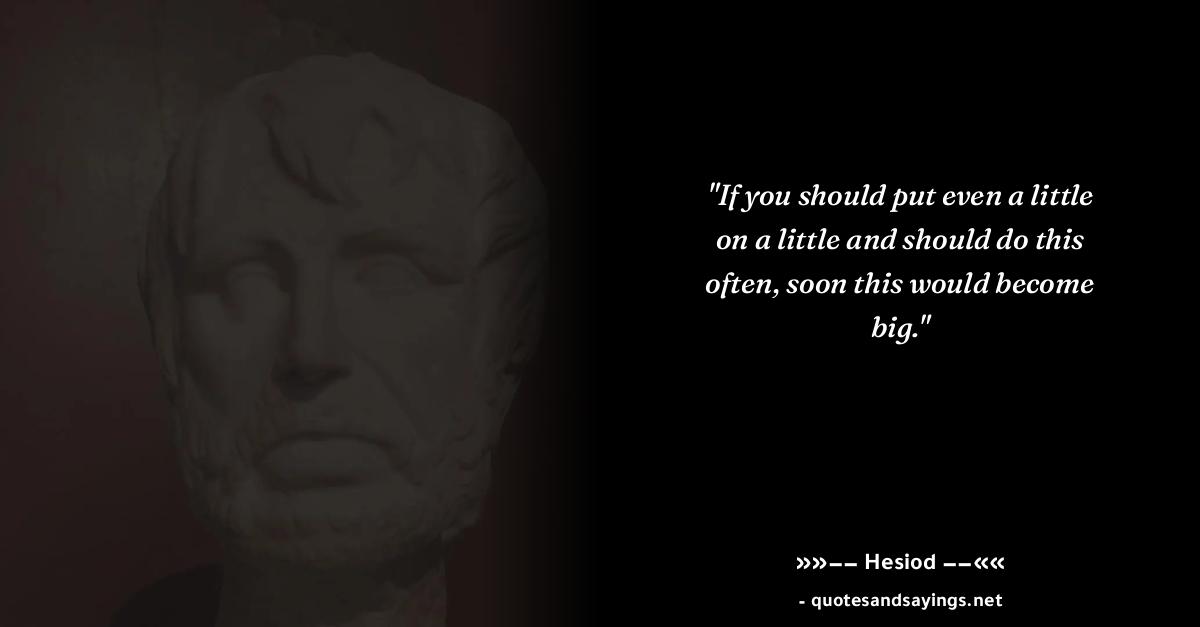 "If you should put even a little
on a little and should do this
often, soon this would become
big."
»»−− Hesiod −−««
- quotesandsayings.net